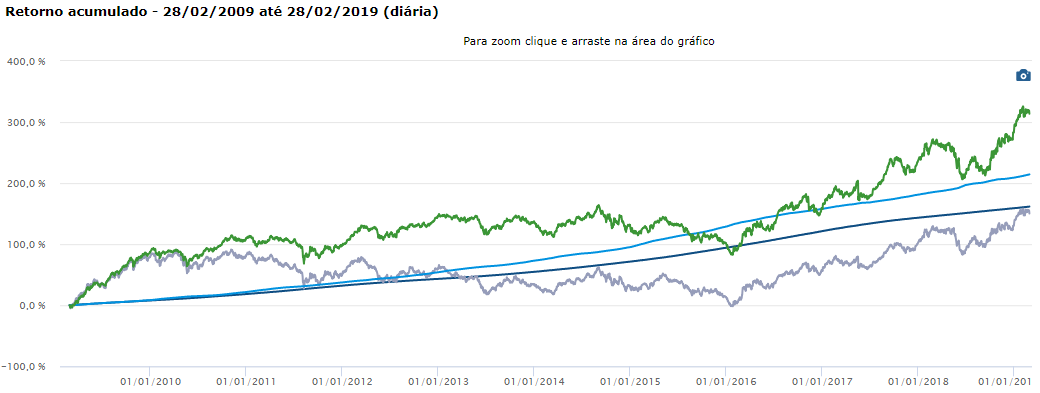 Retorno acumulado - 28/02/2009 até 28/02/2019 (diária)
Para zoom clique e arraste na área do gráfico
400,0 %
300,0 %
200,0 %
100,0 %
0,0 %
-100,0 %
01/01/2010 01/01/2011 01/01/2012 01/01/2013 01/01/2014 01/01/2015 01/01/2016 01/01/2017 01/01/2018 01/01/201